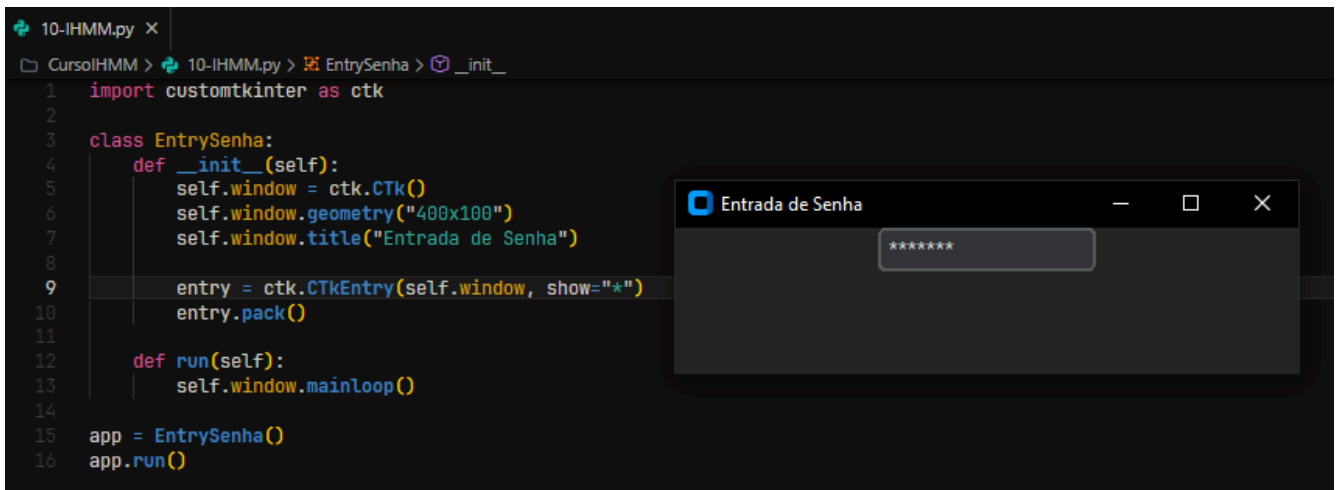 10-IHMM.py ×
CursoIHMM > 10-IHMM.py > EntrySenha > __init__
1 import customtkinter as ctk
2
3 class EntrySenha:
4     def __init__(self):
5         self.window = ctk.CTk()
6         self.window.geometry("400x100")
7         self.window.title("Entrada de Senha")
8
9         entry = ctk.CTkEntry(self.window, show="*")
10         entry.pack()
11
12     def run(self):
13         self.window.mainloop()
14
15 app = EntrySenha()
16 app.run()
Entrada de Senha
*******